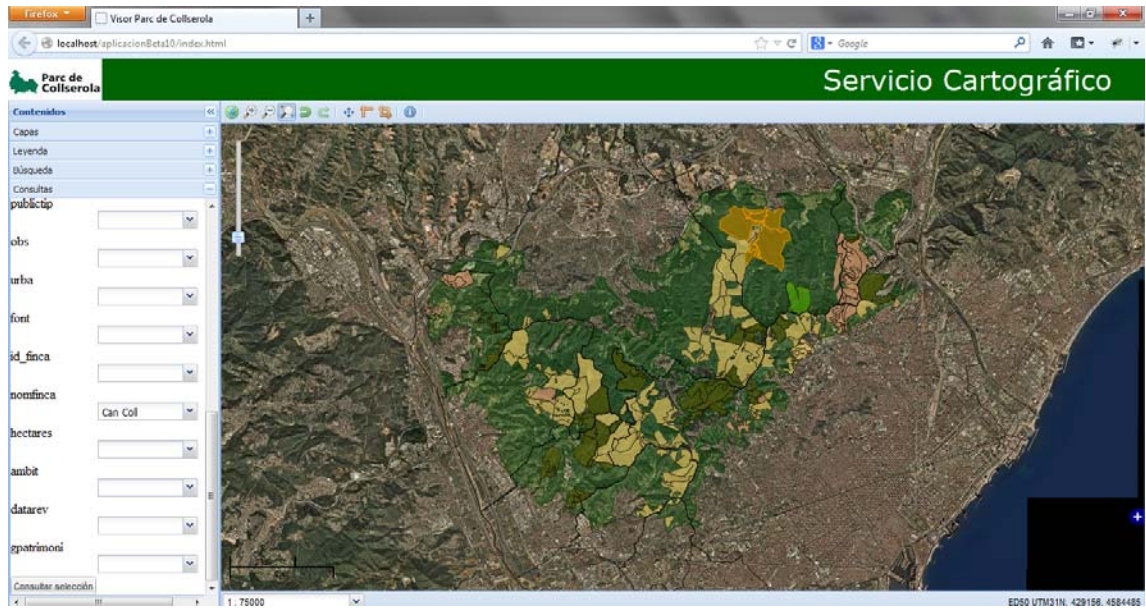 Firefox
Visor Parc de Collserola
localhost/aplicacionBeta10/index.html
Google
Parc de
Collserola
Servicio Cartográfico
Contenidos
Capas
Leyenda
Búsqueda
Consultas
publictip
obs
urba
font
id_finca
nomfinca
Can Coll
hectares
ambit
datarev
gpatrimoni
Consultar selección
1 : 75000
ED50 UTM31N: 429156, 4584485